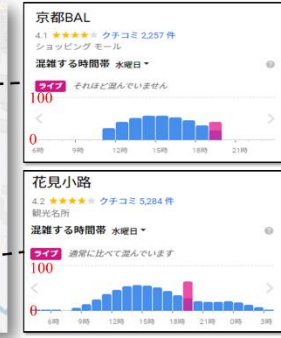 京都BAL
4.1 ★★★★★ クチコミ 2,257 件
ショッピング モール
混雑する時間帯 水曜日
ライブ それほど混んでいません
100
0
6時 9時 12時 15時 18時 21時
花見小路
4.2 ★★★★★ クチコミ 5,284 件
観光名所
混雑する時間帯 水曜日
ライブ 通常に比べて混んでいます
100
0
6時 9時 12時 15時 18時 21時 0時 3時